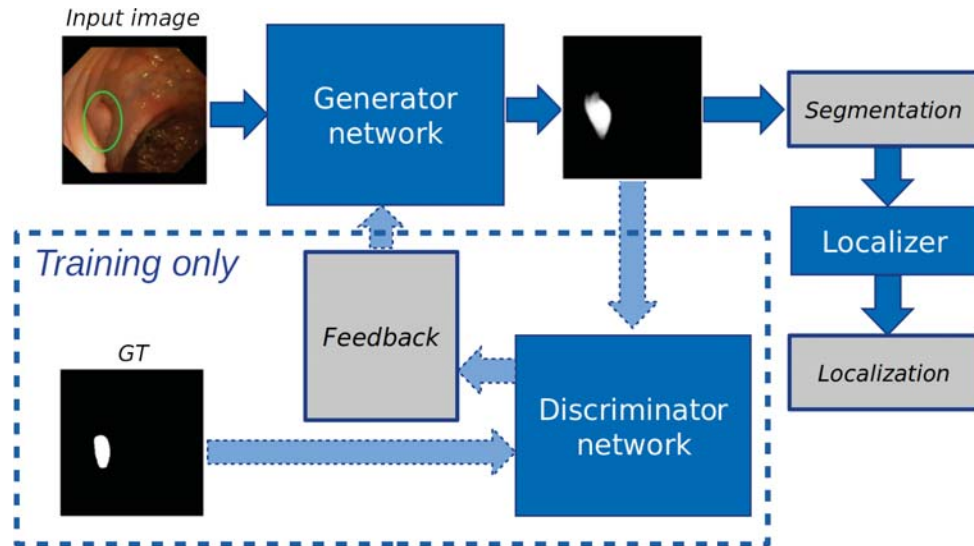 Input image
Generator
network
Segmentation
Localizer
Training only
Feedback
GT
Discriminator
network
Localization